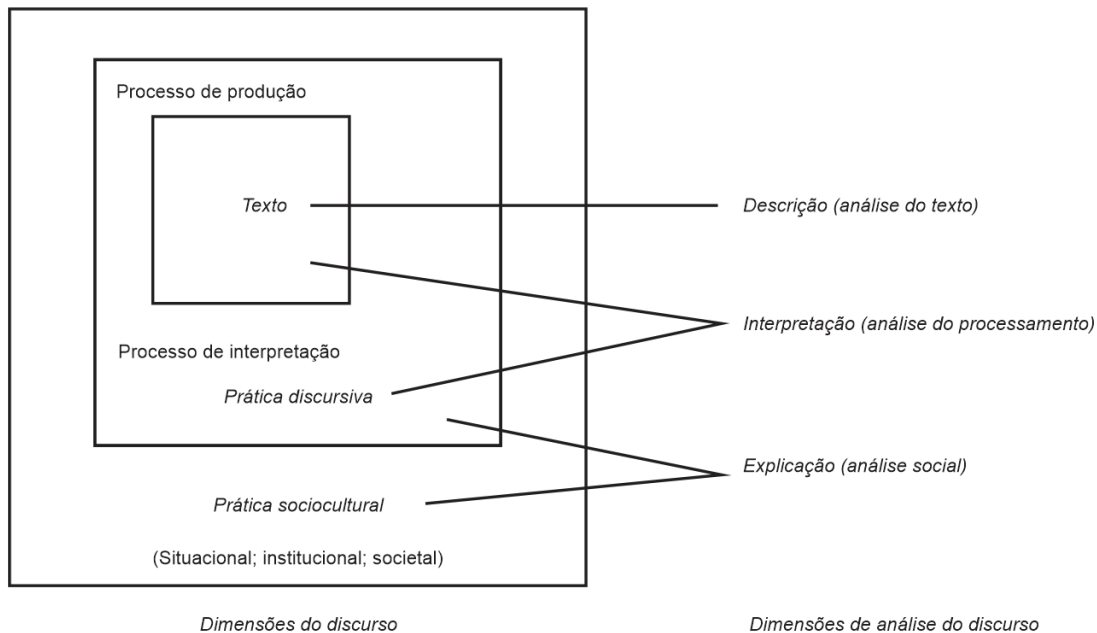 Processo de produção
Texto
Descrição (análise do texto)
Interpretação (análise do processamento)
Processo de interpretação
Prática discursiva
Explicação (análise social)
Prática sociocultural
(Situacional; institucional; societal)
Dimensões do discurso
Dimensões de análise do discurso